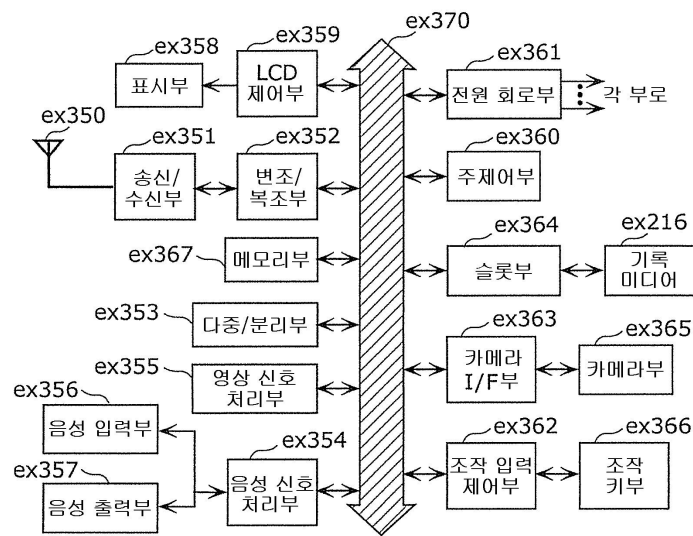 ex370
ex358
ex359
ex361
표시부
LCD
제어부
전원 회로부
각 부로
ex350
ex351
ex352
ex360
송신/
수신부
변조/
복조부
주제어부
ex364
ex216
ex367
메모리부
슬롯부
기록
미디어
ex353
다중/분리부
ex363
ex365
ex355
영상 신호
처리부
카메라
I/F부
카메라부
ex356
음성 입력부
ex354
ex362
ex366
ex357
음성 출력부
음성 신호
처리부
조작 입력
제어부
조작
키부